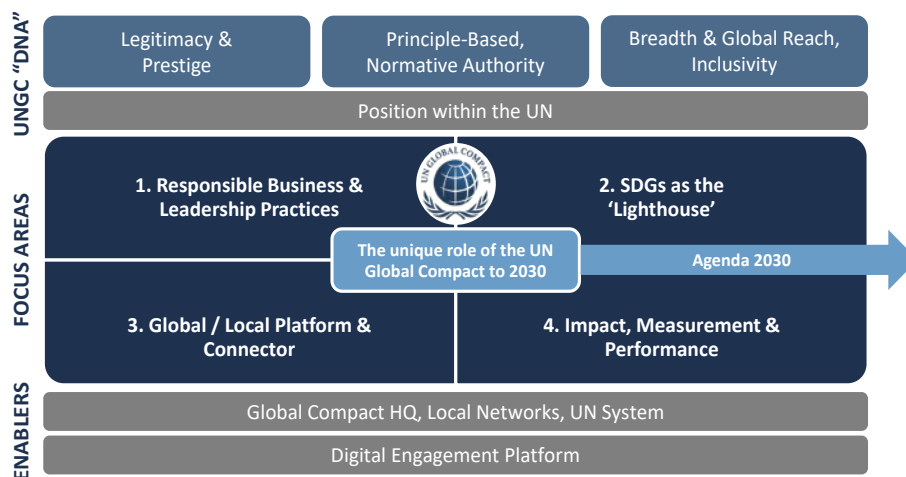 UNGC “DNA”
Legitimacy &
Prestige
Principle-Based,
Normative Authority
Breadth & Global Reach,
Inclusivity
Position within the UN
FOCUS AREAS
UN GLOBAL COMPACT
1. Responsible Business &
Leadership Practices
2. SDGs as the
‘Lighthouse’
The unique role of the UN
Global Compact to 2030
Agenda 2030
3. Global / Local Platform &
Connector
4. Impact, Measurement &
Performance
ENABLERS
Global Compact HQ, Local Networks, UN System
Digital Engagement Platform